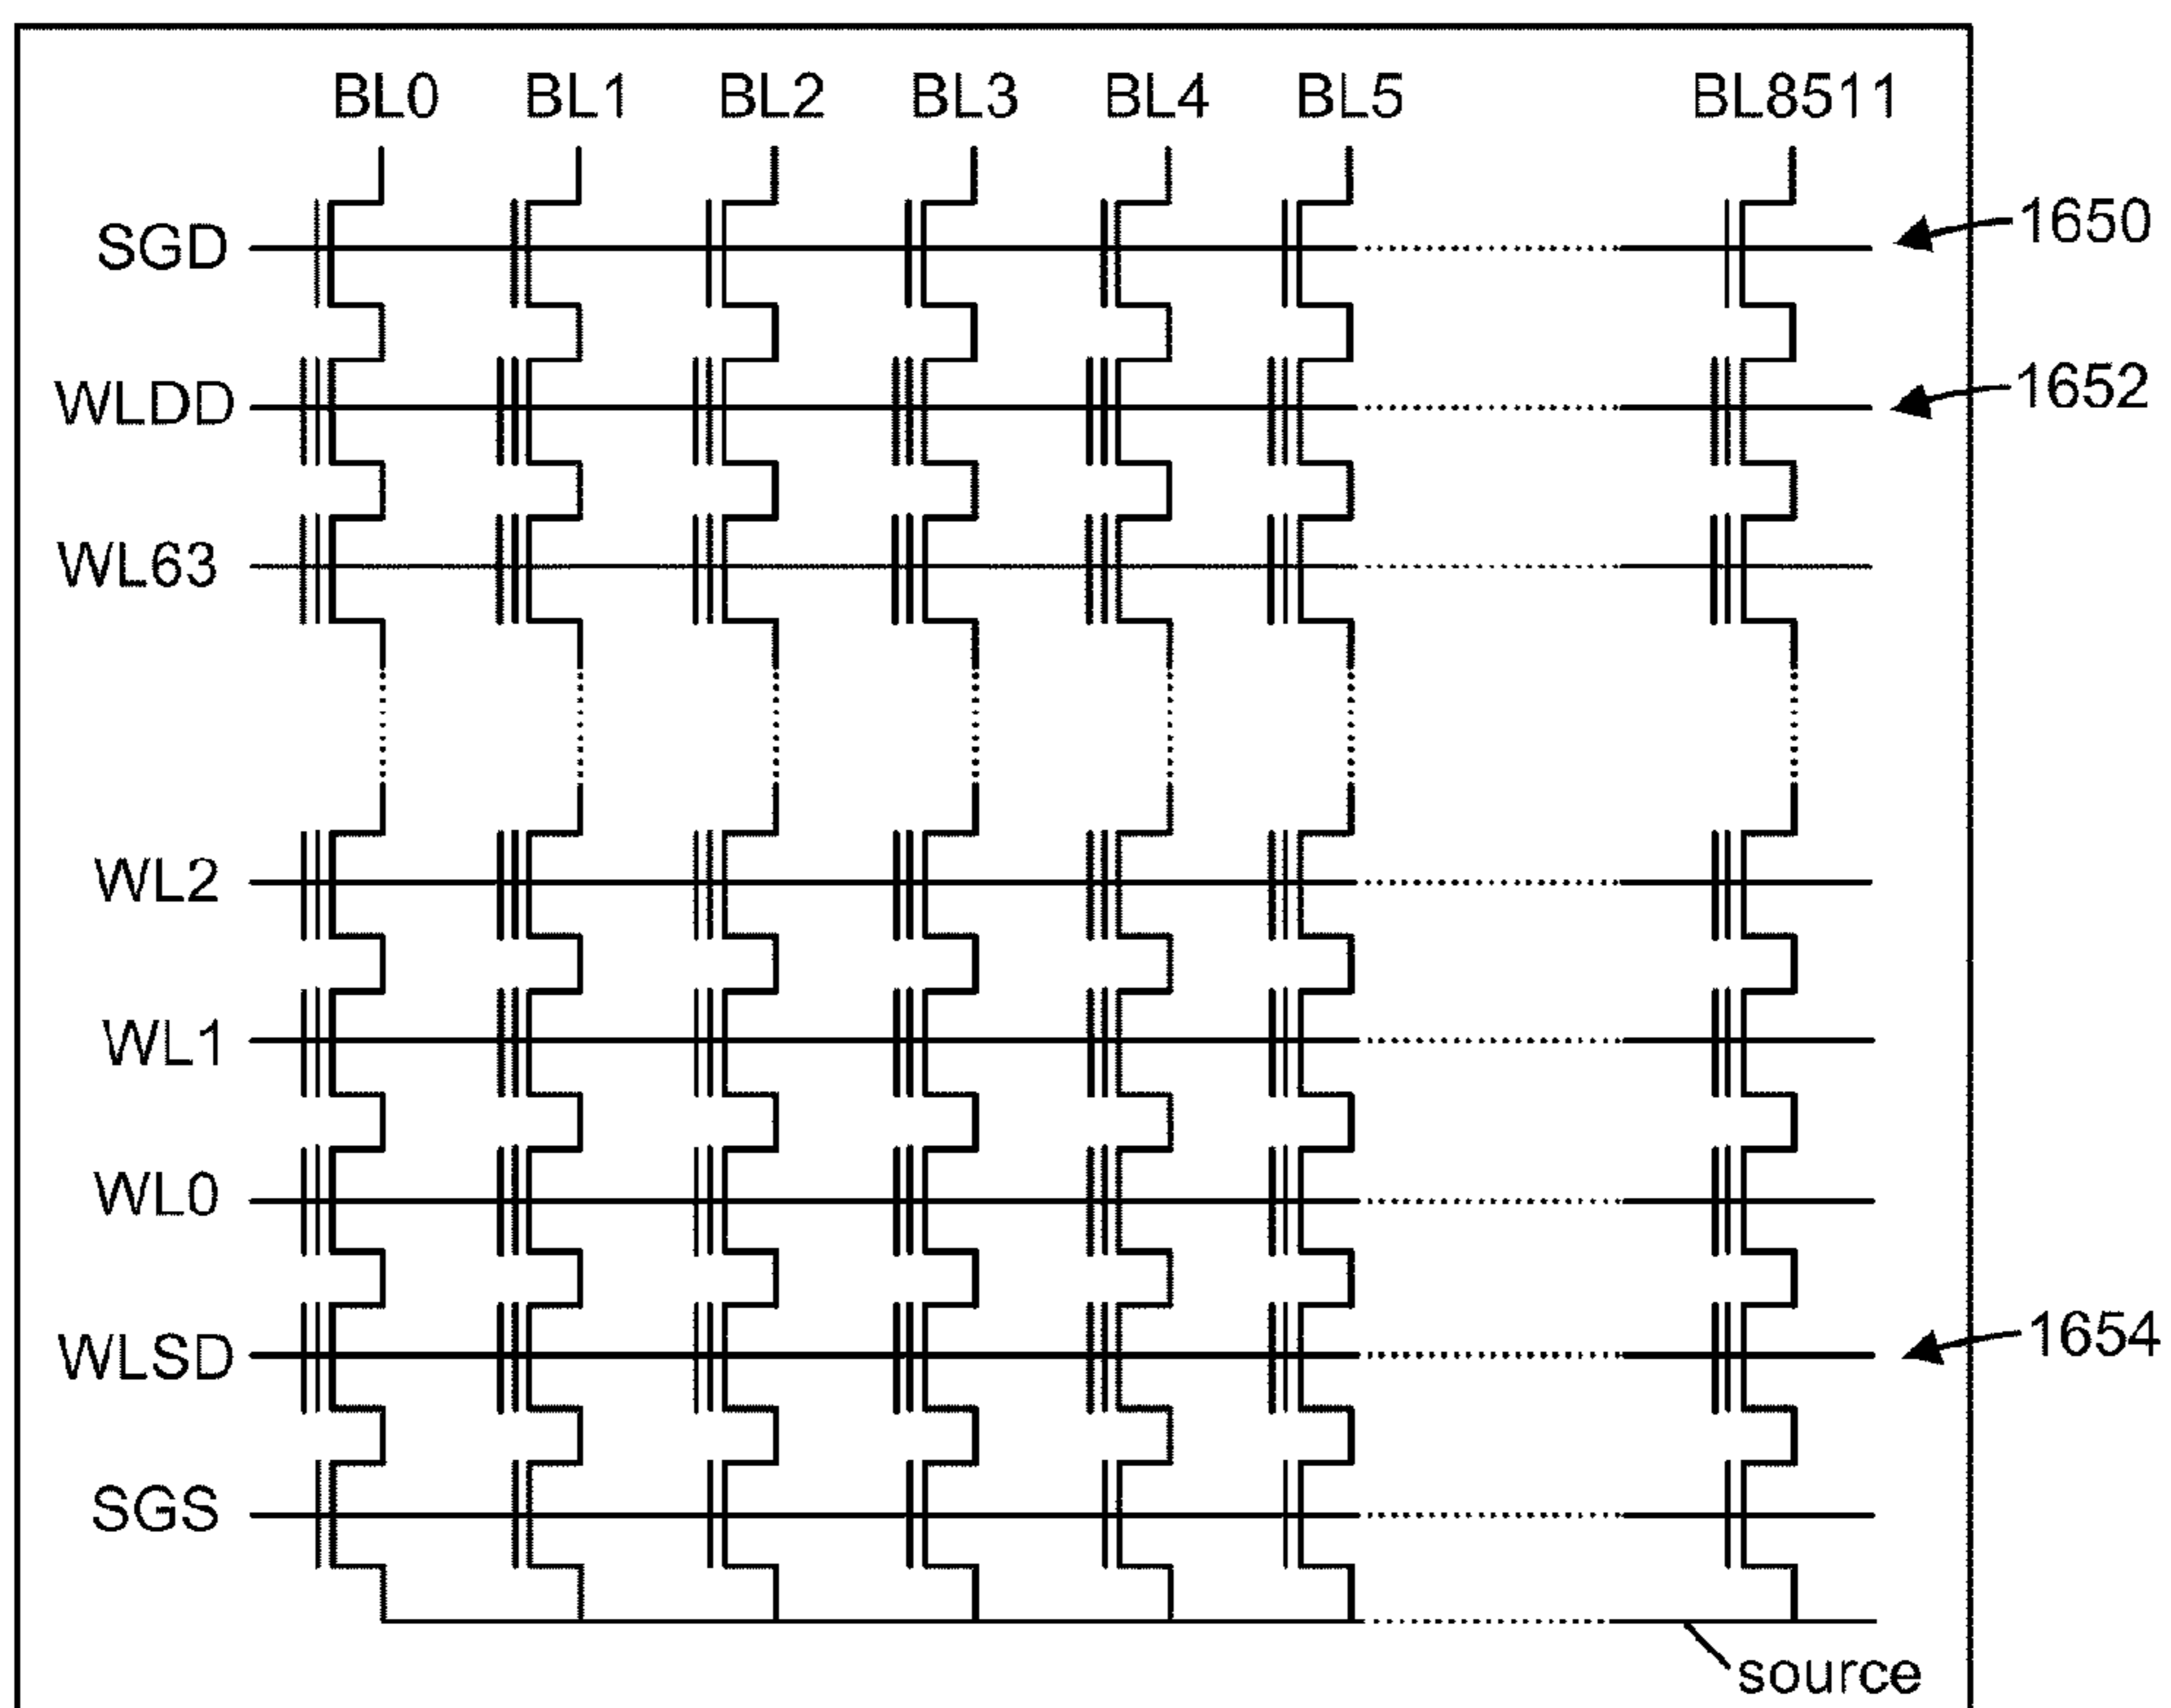 BL0 BL1 BL2 BL3 BL4 BL5 BL8511
SGD 1650
WLDD 1652
WL63
WL2
WL1
WL0
WLSD 1654
SGS
source